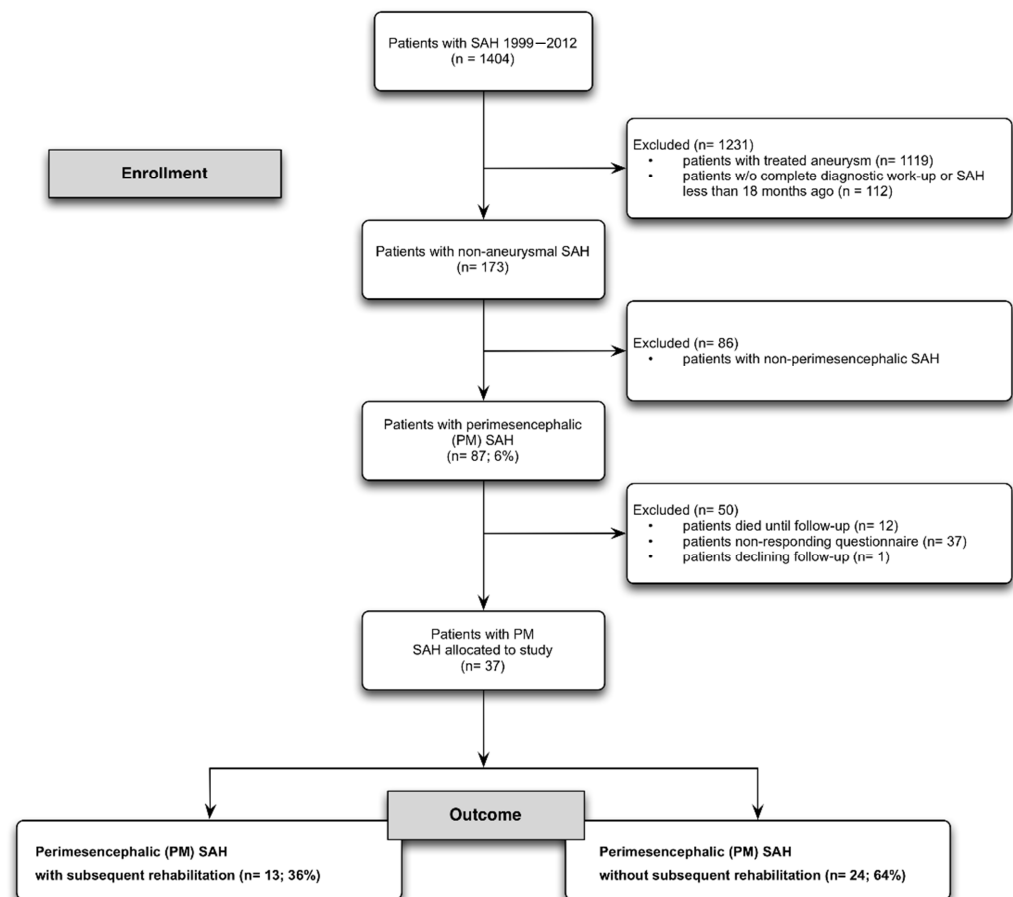 Patients with SAH 1999—2012
(n = 1404)
Enrollment
Excluded (n= 1231)
• patients with treated aneurysm (n= 1119)
• patients w/o complete diagnostic work-up or SAH
less than 18 months ago (n = 112)
Patients with non-aneurysmal SAH
(n= 173)
Excluded (n= 86)
• patients with non-perimesencephalic SAH
Patients with perimesencephalic
(PM) SAH
(n= 87; 6%)
Excluded (n= 50)
• patients died until follow-up (n= 12)
• patients non-responding questionnaire (n= 37)
• patients declining follow-up (n= 1)
Patients with PM
SAH allocated to study
(n= 37)
Outcome
Perimesencephalic (PM) SAH
with subsequent rehabilitation (n= 13; 36%)
Perimesencephalic (PM) SAH
without subsequent rehabilitation (n= 24; 64%)